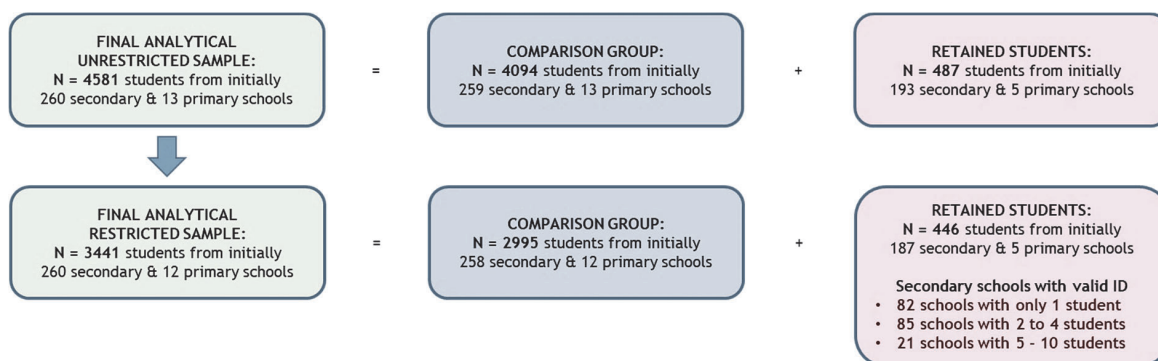 FINAL ANALYTICAL
UNRESTRICTED SAMPLE:
N = 4581 students from initially
260 secondary & 13 primary schools
=
COMPARISON GROUP:
N = 4094 students from initially
259 secondary & 13 primary schools
+
RETAINED STUDENTS:
N = 487 students from initially
193 secondary & 5 primary schools
FINAL ANALYTICAL
RESTRICTED SAMPLE:
N = 3441 students from initially
260 secondary & 12 primary schools
=
COMPARISON GROUP:
N = 2995 students from initially
258 secondary & 12 primary schools
+
RETAINED STUDENTS:
N = 446 students from initially
187 secondary & 5 primary schools
Secondary schools with valid ID
• 82 schools with only 1 student
• 85 schools with 2 to 4 students
• 21 schools with 5 - 10 students